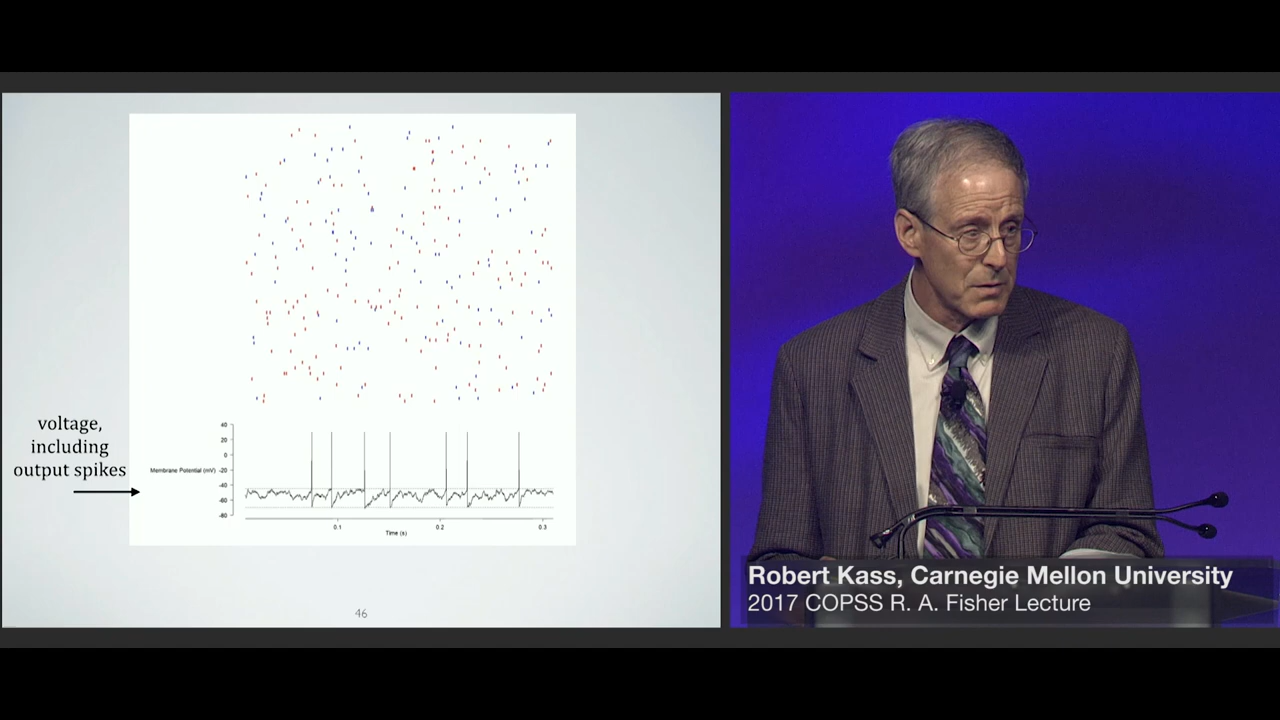 voltage,
including
output spikes
40
20
0
Membrane Potential (mV) -20
-40
-60
-80
0.1 0.2 0.3
Time (s)
46
Robert Kass, Carnegie Mellon University
2017 COPSS R. A. Fisher Lecture